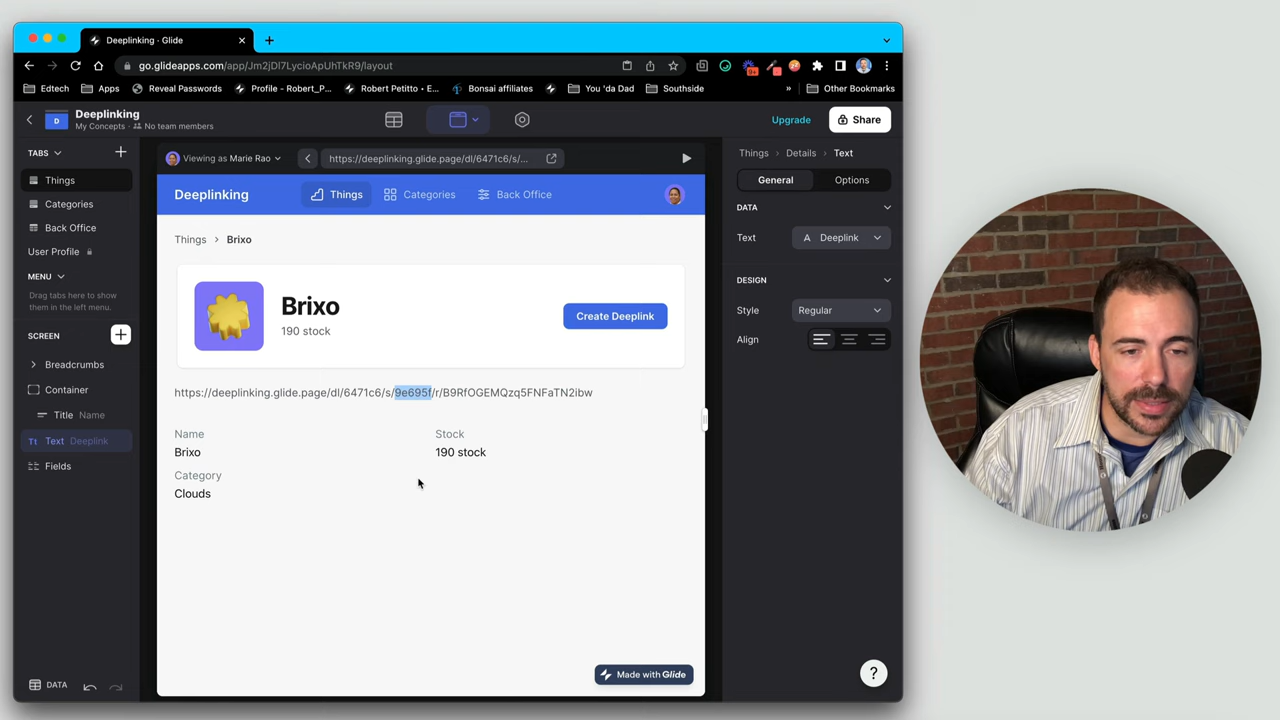 Deeplinking · Glide
go.glideapps.com/app/Jm2jDl7LycioApUhTkR9/layout
9+
Edtech Apps Reveal Passwords Profile - Robert_P... Robert Petitto • E... Bonsai affiliates You 'da Dad Southside » Other Bookmarks
D
Deeplinking
My Concepts · No team members
Upgrade
Share
TABS
Things
Categories
Back Office
User Profile
MENU
Drag tabs here to show
them in the left menu.
SCREEN
Breadcrumbs
Container
Title Name
Tt Text Deeplink
Fields
DATA
Viewing as Marie Rao
https://deeplinking.glide.page/dl/6471c6/s/...
Deeplinking
Things Categories Back Office
Things > Brixo
Brixo
190 stock
Create Deeplink
https://deeplinking.glide.page/dl/6471c6/s/9e695f/r/B9RfOGEMQzq5FNFaTN2ibw
Name Stock
Brixo 190 stock
Category
Clouds
Made with Glide
Things > Details > Text
General Options
DATA
Text A Deeplink
DESIGN
Style Regular
Align
?